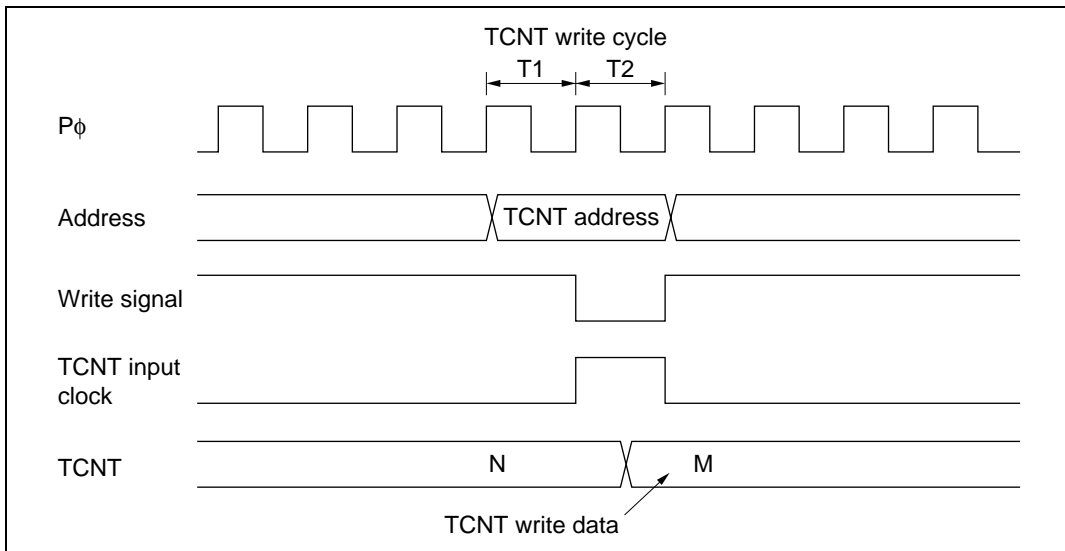 TCNT write cycle
T1 T2
Pϕ
Address TCNT address
Write signal
TCNT input
clock
TCNT N M
TCNT write data